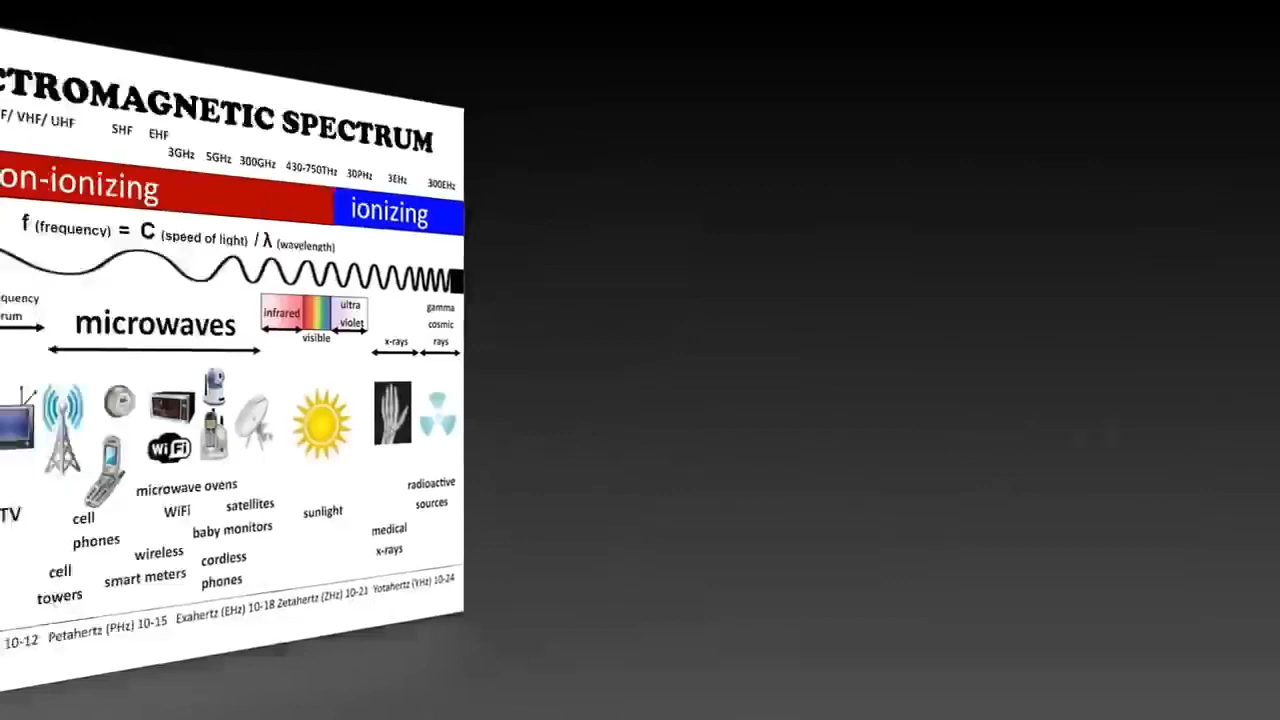 CTROMAGNETIC SPECTRUM
F/ VHF/ UHF SHF EHF
3GHz 5GHz 300GHz 430-750THz 30PHz 3EHz 300EHz
on-ionizing ionizing
f (frequency) = C (speed of light) / λ (wavelength)
quency
rum
microwaves
infrared
visible
ultra
violet
x-rays
gamma
cosmic
rays
WiFi
TV
cell
phones
cell
towers
microwave ovens
WiFi
satellites
baby monitors
wireless
smart meters
cordless
phones
sunlight
medical
x-rays
radioactive
sources
10-12 Petahertz (PHz) 10-15 Exahertz (EHz) 10-18 Zetahertz (ZHz) 10-21 Yotahertz (YHz) 10-24